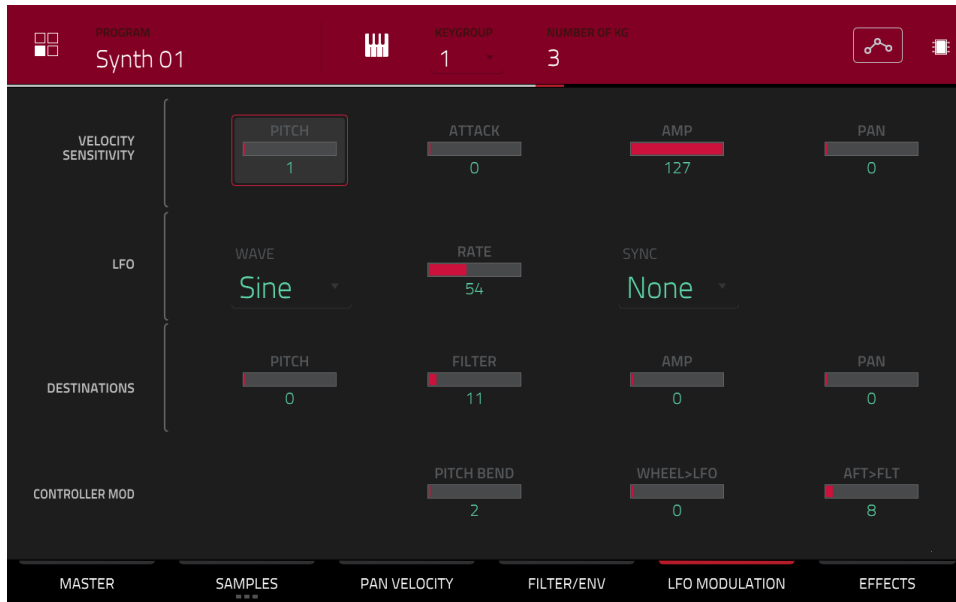 PROGRAM
Synth 01
KEYGROUP
1
NUMBER OF KG
3
VELOCITY
SENSITIVITY
PITCH
1
ATTACK
0
AMP
127
PAN
0
LFO
WAVE
Sine
RATE
54
SYNC
None
DESTINATIONS
PITCH
0
FILTER
11
AMP
0
PAN
0
CONTROLLER MOD
PITCH BEND
2
WHEEL>LFO
0
AFT>FLT
8
MASTER
SAMPLES
PAN VELOCITY
FILTER/ENV
LFO MODULATION
EFFECTS